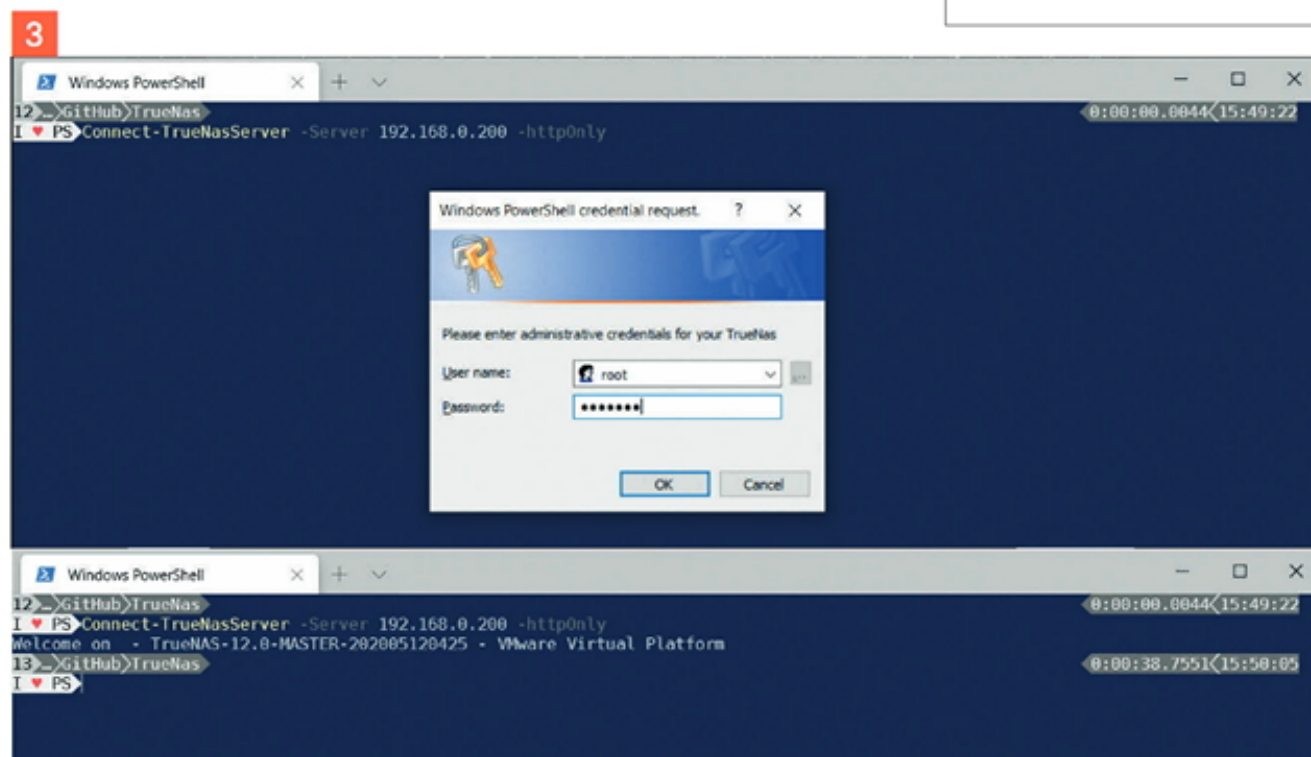 3
Windows PowerShell
12 … GitHub TrueNas 0:00:00.0044 15:49:22
I ♥ PS Connect-TrueNasServer -Server 192.168.0.200 -httpOnly
Windows PowerShell credential request. ?
Please enter administrative credentials for your TrueNas
User name: root ...
Password: •••••••
OK Cancel
Windows PowerShell
12 … GitHub TrueNas 0:00:00.0044 15:49:22
I ♥ PS Connect-TrueNasServer -Server 192.168.0.200 -httpOnly
Welcome on - TrueNAS-12.0-MASTER-202005120425 - VMware Virtual Platform
13 … GitHub TrueNas 0:00:38.7551 15:50:05
I ♥ PS